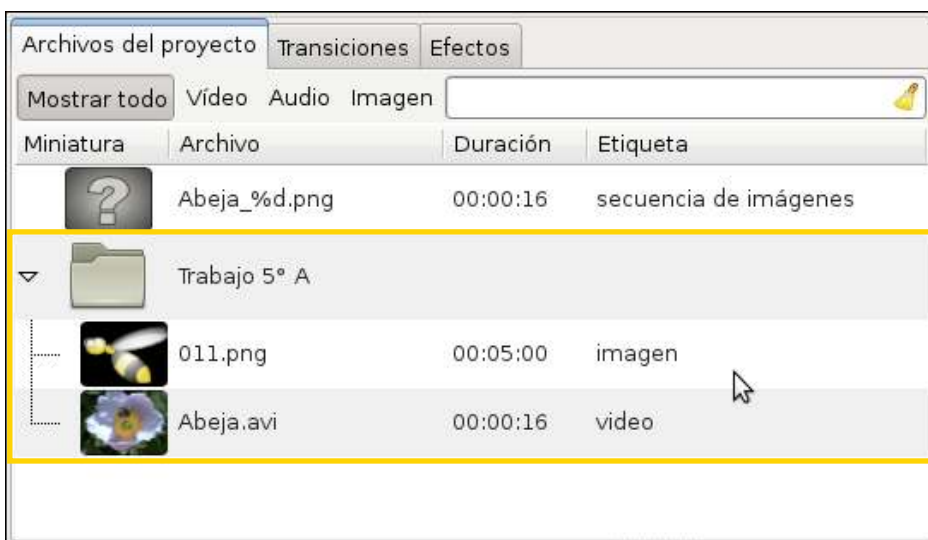 Archivos del proyecto Transiciones Efectos
Mostrar todo Vídeo Audio Imagen
Miniatura Archivo Duración Etiqueta
Abeja_%d.png 00:00:16 secuencia de imágenes
Trabajo 5° A
011.png 00:05:00 imagen
Abeja.avi 00:00:16 video